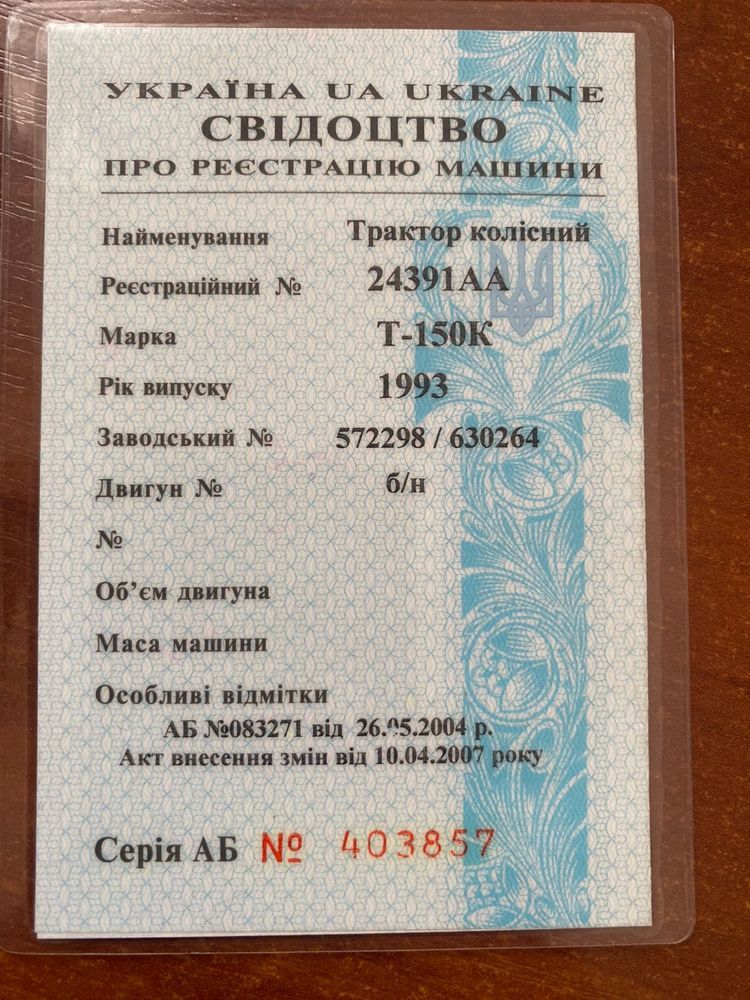 УКРАЇНА UA UKRAINE
СВІДОЦТВО
ПРО РЕЄСТРАЦІЮ МАШИНИ
Найменування Трактор колісний
Реєстраційний № 24391АА
Марка Т-150К
Рік випуску 1993
Заводський № 572298 / 630264
Двигун № б/н
№
Об’єм двигуна
Маса машини
Особливі відмітки
АБ №083271 від 26.05.2004 р.
Акт внесення змін від 10.04.2007 року
Серія АБ № 403857